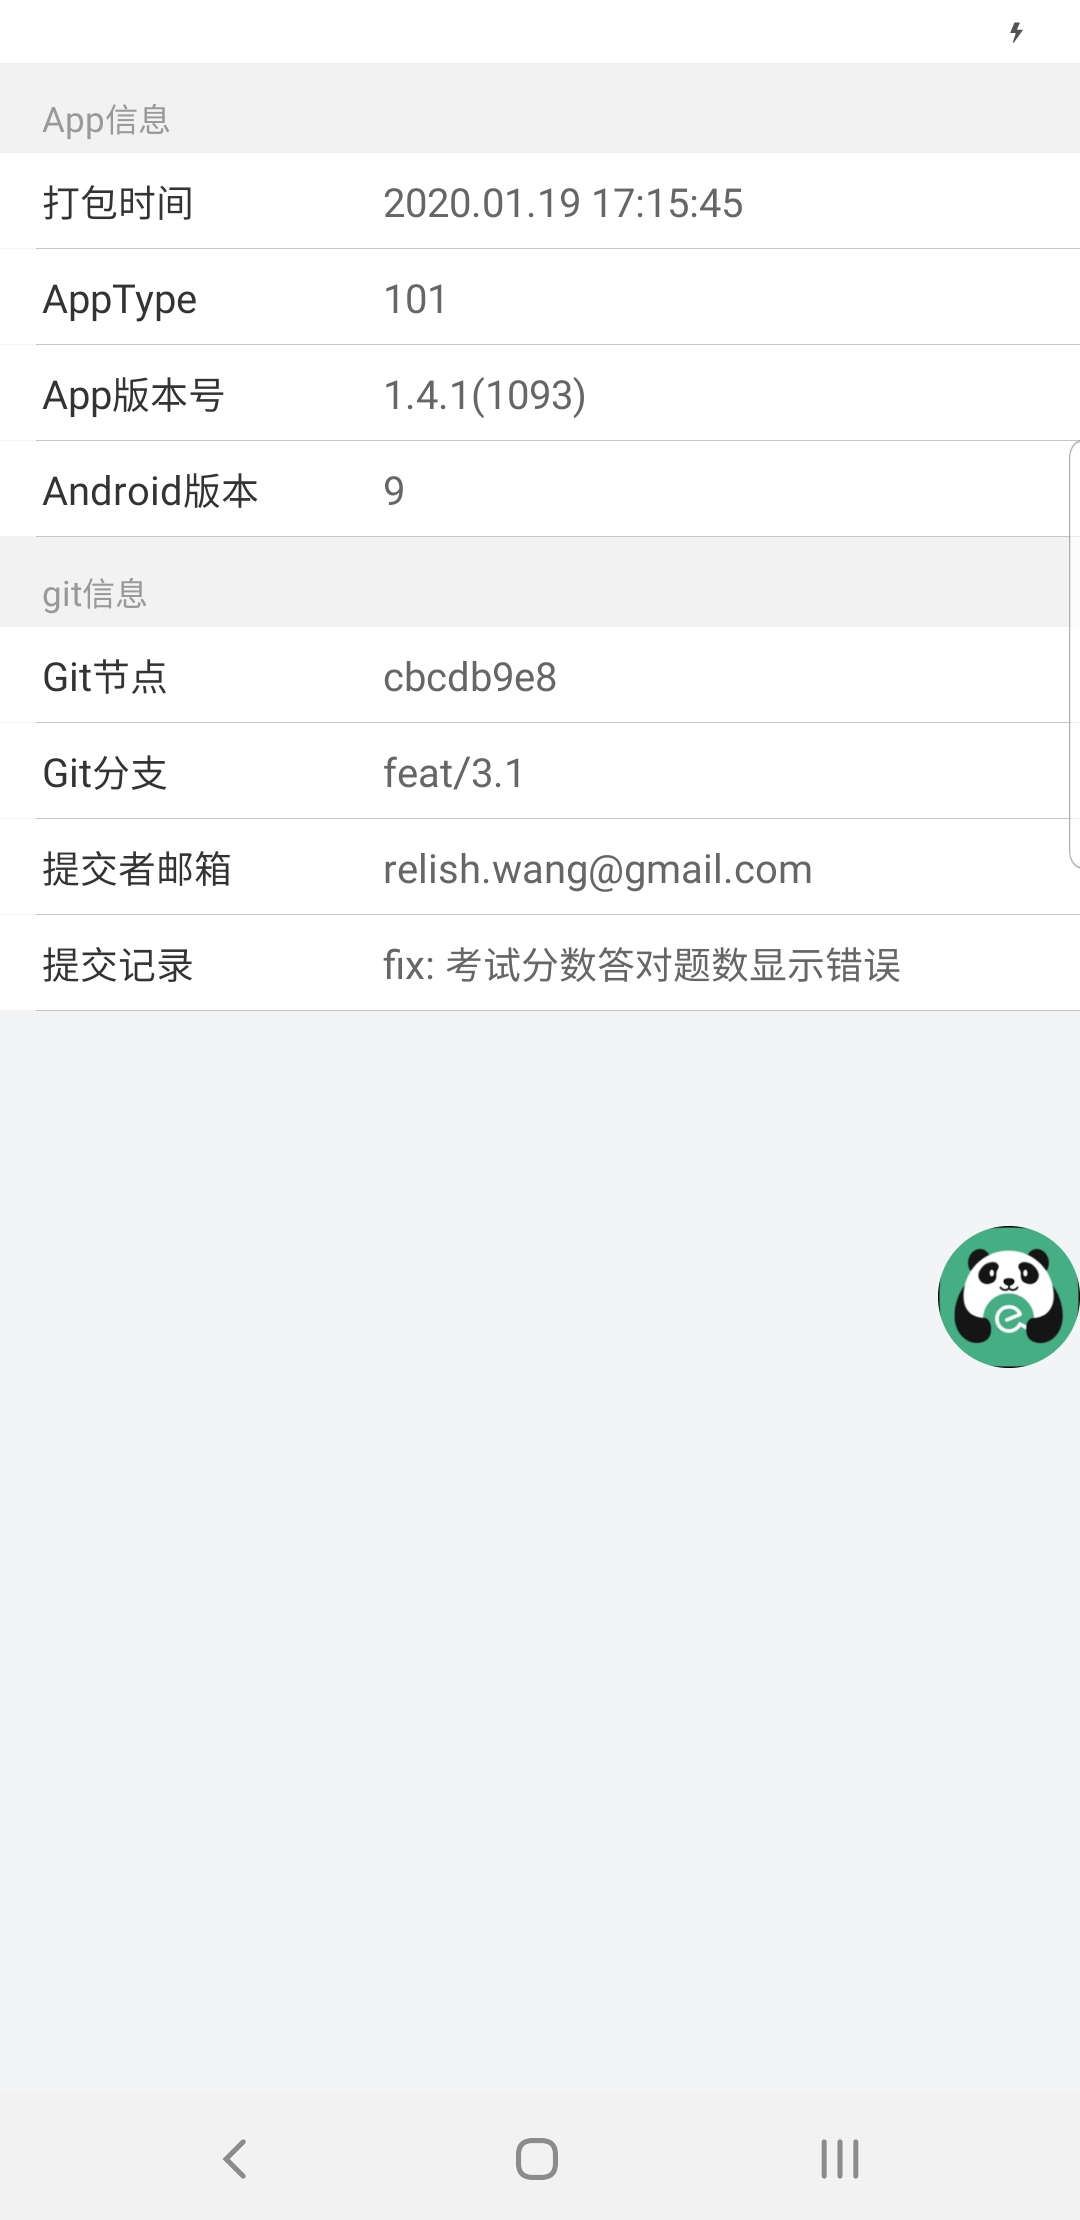 App信息
打包时间 2020.01.19 17:15:45
AppType 101
App版本号 1.4.1(1093)
Android版本 9
git信息
Git节点 cbcdb9e8
Git分支 feat/3.1
提交者邮箱 relish.wang@gmail.com
提交记录 fix: 考试分数答对题数显示错误